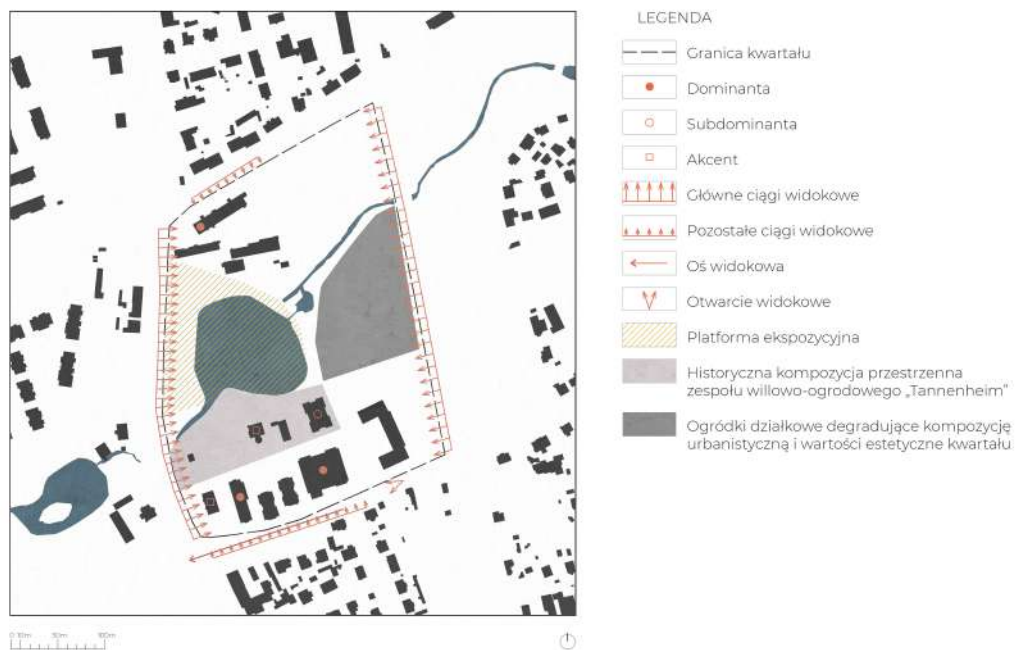 LEGENDA
Granica kwartału
Dominanta
Subdominanta
Akcent
Główne ciągi widokowe
Pozostałe ciągi widokowe
Oś widokowa
Otwarcie widokowe
Platforma ekspozycyjna
Historyczna kompozycja przestrzenna
zespołu willowo-ogrodowego „Tannenheim”
Ogródki działkowe degradujące kompozycję
urbanistyczną i wartości estetyczne kwartału
0 10m 50m 100m